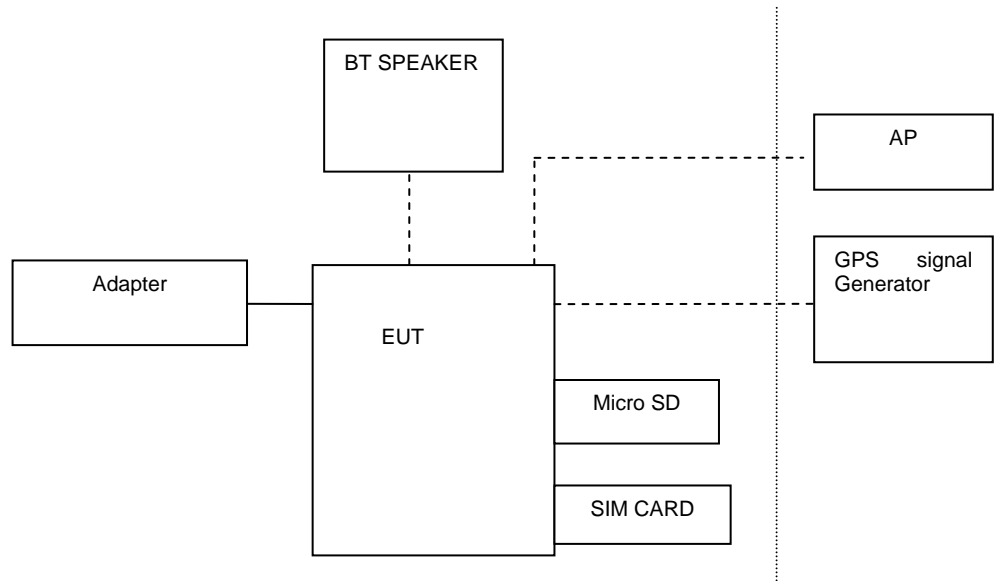 BT SPEAKER
AP
GPS signal
Generator
Adapter
EUT
Micro SD
SIM CARD